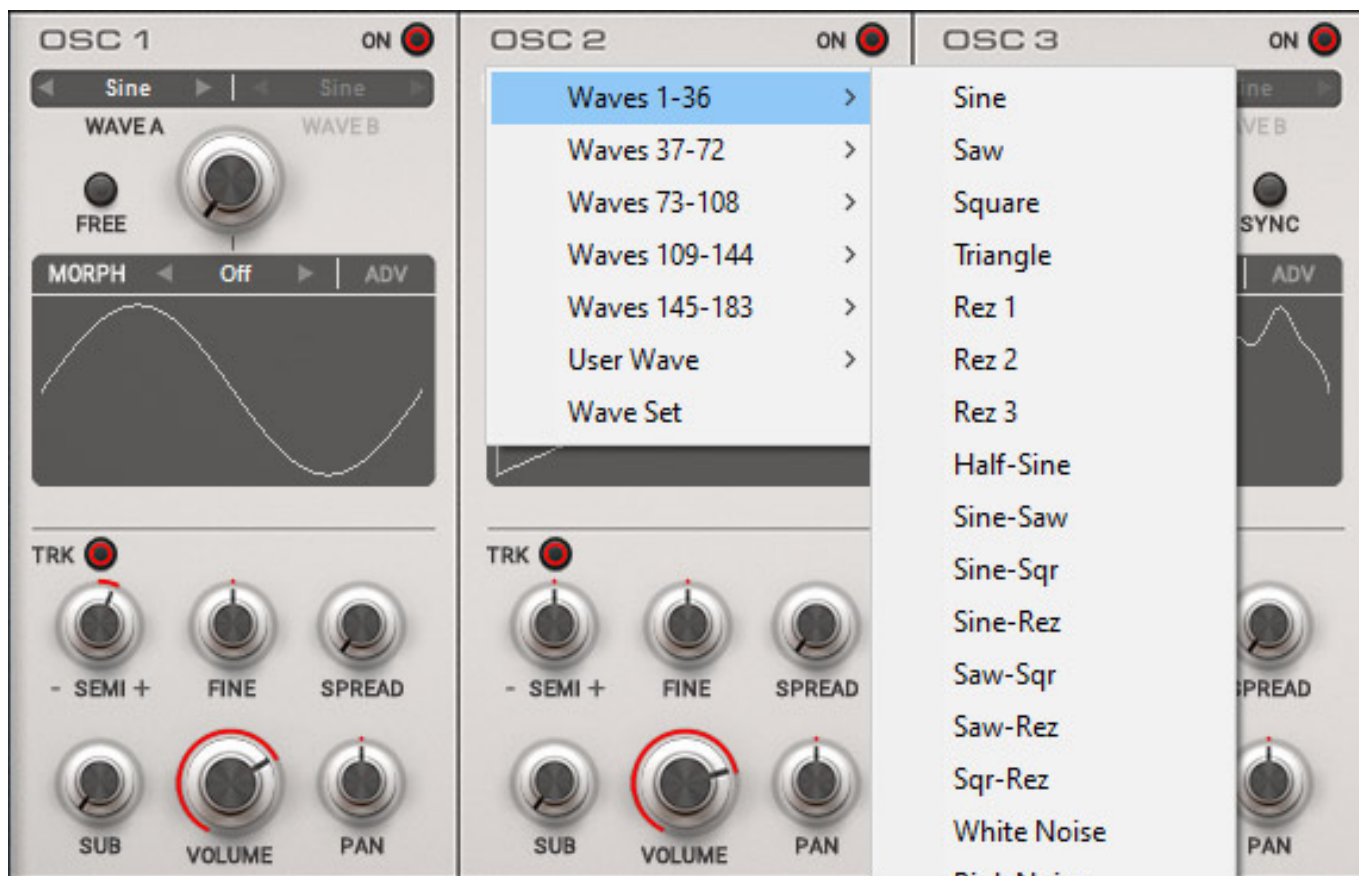 OSC 1 ON
Sine Sine
WAVE A WAVE B
FREE
MORPH Off ADV
TRK
- SEMI + FINE SPREAD
SUB VOLUME PAN
OSC 2 ON
Waves 1-36
Waves 37-72
Waves 73-108
Waves 109-144
Waves 145-183
User Wave
Wave Set
TRK
- SEMI + FINE SPREAD
SUB VOLUME PAN
Sine
Saw
Square
Triangle
Rez 1
Rez 2
Rez 3
Half-Sine
Sine-Saw
Sine-Sqr
Sine-Rez
Saw-Sqr
Saw-Rez
Sqr-Rez
White Noise
OSC 3 ON
SYNC
ADV
PAN